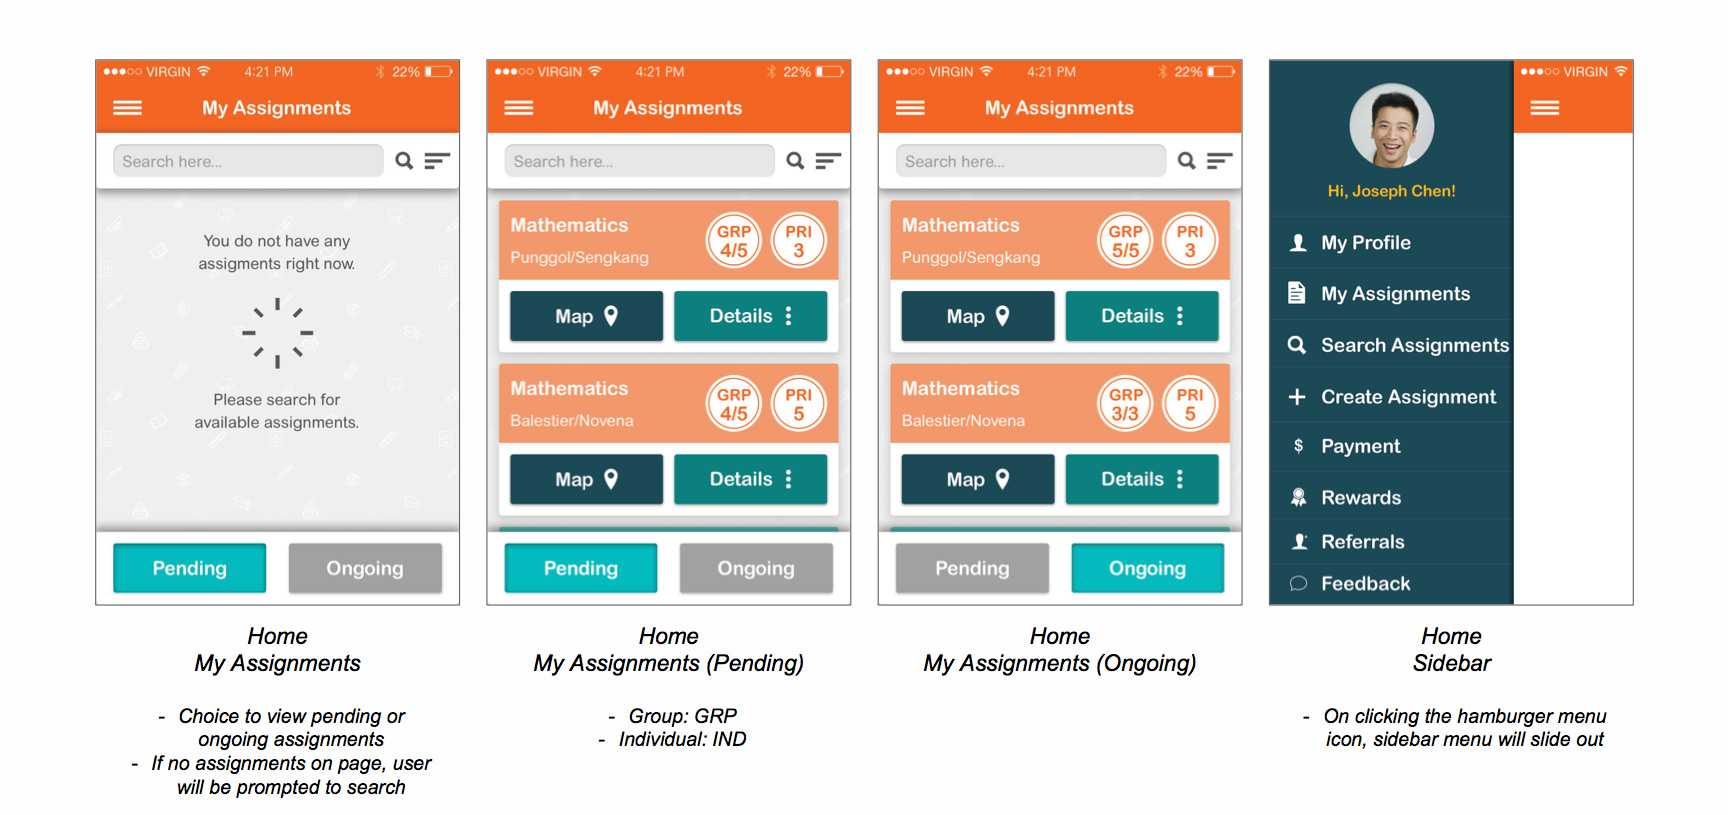 VIRGIN 4:21 PM 22%
My Assignments
Search here...
You do not have any
assigments right now.
Please search for
available assignments.
Pending Ongoing
Home
My Assignments
- Choice to view pending or
ongoing assignments
- If no assignments on page, user
will be prompted to search
VIRGIN 4:21 PM 22%
My Assignments
Search here...
Mathematics
Punggol/Sengkang
GRP
4/5
PRI
3
Map Details
Mathematics
Balestier/Novena
GRP
4/5
PRI
5
Map Details
Pending Ongoing
Home
My Assignments (Pending)
- Group: GRP
- Individual: IND
VIRGIN 4:21 PM 22%
My Assignments
Search here...
Mathematics
Punggol/Sengkang
GRP
5/5
PRI
3
Map Details
Mathematics
Balestier/Novena
GRP
3/3
PRI
5
Map Details
Pending Ongoing
Home
My Assignments (Ongoing)
VIRGIN
Hi, Joseph Chen!
My Profile
My Assignments
Search Assignments
Create Assignment
$ Payment
Rewards
Referrals
Feedback
Home
Sidebar
- On clicking the hamburger menu
icon, sidebar menu will slide out